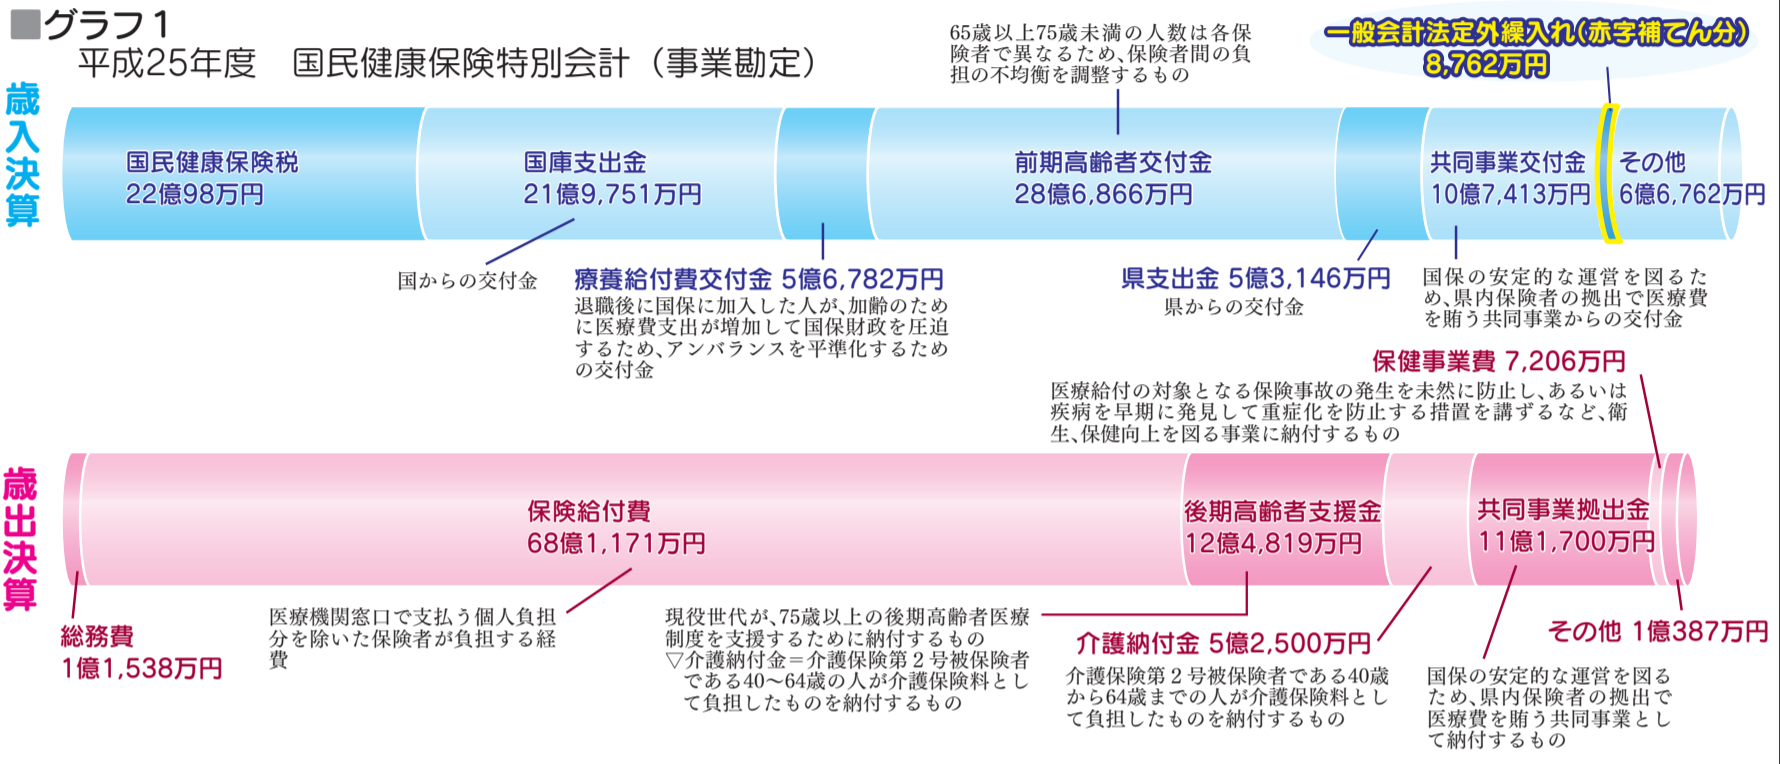 ■グラフ1
平成25年度　国民健康保険特別会計（事業勘定）
65歳以上75歳未満の人数は各保
険者で異なるため、保険者間の負
担の不均衡を調整するもの
一般会計法定外繰入れ（赤字補てん分）
8,762万円
歳入決算
国民健康保険税
22億98万円
国庫支出金
21億9,751万円
前期高齢者交付金
28億6,866万円
共同事業交付金
10億7,413万円
その他
6億6,762万円
国からの交付金
療養給付費交付金 5億6,782万円
退職後に国保に加入した人が、加齢のため
に医療費支出が増加して国保財政を圧迫
するため、アンバランスを平準化するため
の交付金
県支出金 5億3,146万円
県からの交付金
国保の安定的な運営を図るた
め、県内保険者の拠出で医療費
を賄う共同事業からの交付金
保健事業費 7,206万円
医療給付の対象となる保険事故の発生を未然に防止し、あるいは
疾病を早期に発見して重症化を防止する措置を講ずるなど、衛
生、保健向上を図る事業に納付するもの
歳出決算
保険給付費
68億1,171万円
後期高齢者支援金
12億4,819万円
共同事業拠出金
11億1,700万円
総務費
1億1,538万円
医療機関窓口で支払う個人負担
分を除いた保険者が負担する経
費
現役世代が、75歳以上の後期高齢者医療
制度を支援するために納付するもの
▽介護納付金＝介護保険第２号被保険者
である40～64歳の人が介護保険料とし
て負担したものを納付するもの
介護納付金 5億2,500万円
介護保険第２号被保険者である40歳
から64歳までの人が介護保険料とし
て負担したものを納付するもの
その他 1億387万円
国保の安定的な運営を図る
ため、県内保険者の拠出で
医療費を賄う共同事業とし
て納付するもの